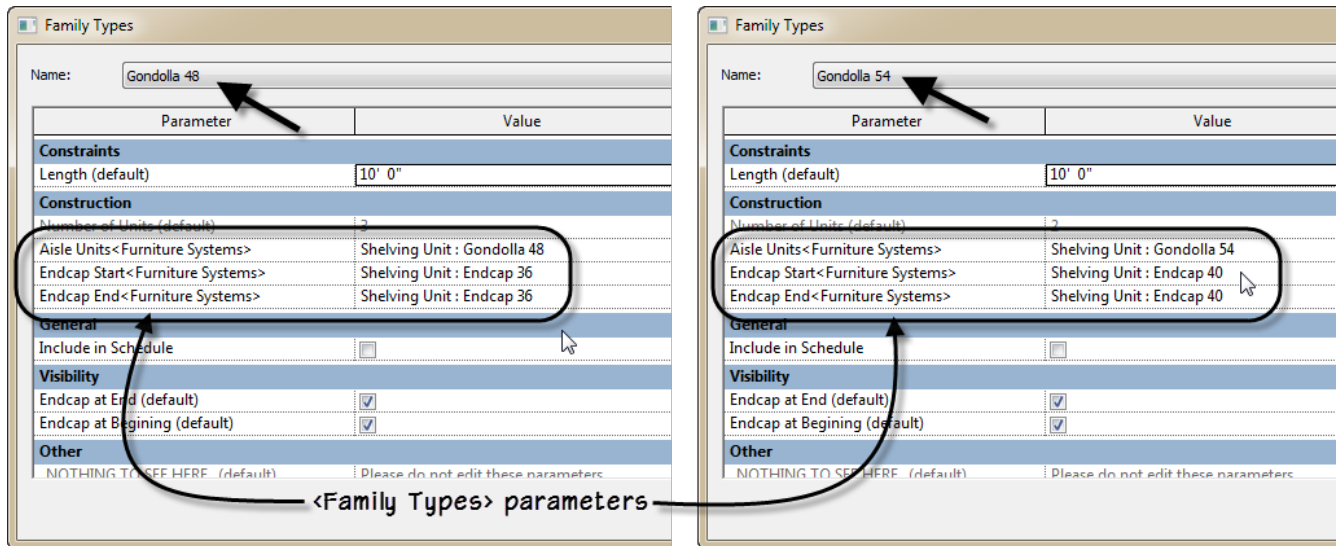 Family Types
Name: Gondolla 48
Parameter Value
Constraints
Length (default) 10' 0"
Construction
Number of Units (default) 3
Aisle Units<Furniture Systems> Shelving Unit : Gondolla 48
Endcap Start<Furniture Systems> Shelving Unit : Endcap 36
Endcap End<Furniture Systems> Shelving Unit : Endcap 36
General
Include in Schedule
Visibility
Endcap at End (default)
Endcap at Begining (default)
Other
_NOTHING TO SEE HERE_ (default) Please do not edit these parameters
Family Types
Name: Gondolla 54
Parameter Value
Constraints
Length (default) 10' 0"
Construction
Number of Units (default) 2
Aisle Units<Furniture Systems> Shelving Unit : Gondolla 54
Endcap Start<Furniture Systems> Shelving Unit : Endcap 40
Endcap End<Furniture Systems> Shelving Unit : Endcap 40
General
Include in Schedule
Visibility
Endcap at End (default)
Endcap at Begining (default)
Other
_NOTHING TO SEE HERE_ (default) Please do not edit these parameters
<Family Types> parameters